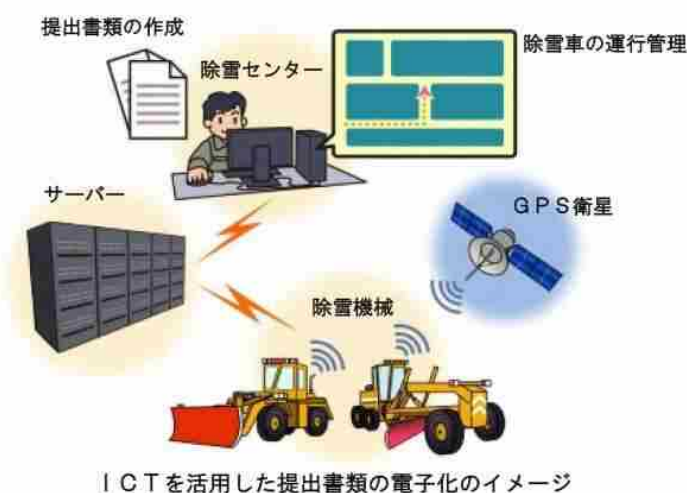 提出書類の作成
除雪センター
除雪車の運行管理
サーバー
ＧＰＳ衛星
除雪機械
ＩＣＴを活用した提出書類の電子化のイメージ